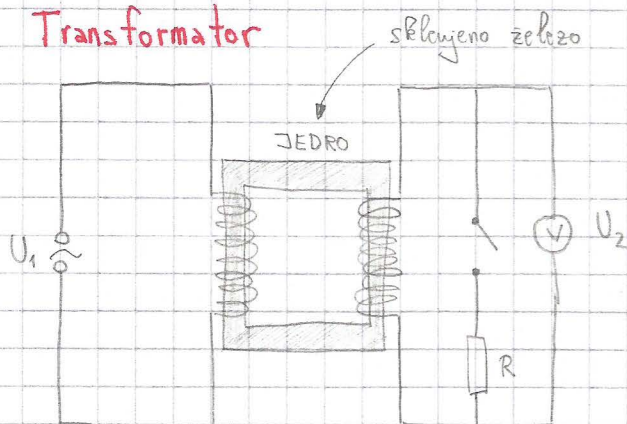 Transformator
sklenjeno železo
JEDRO
U₁
~
V
U₂
R